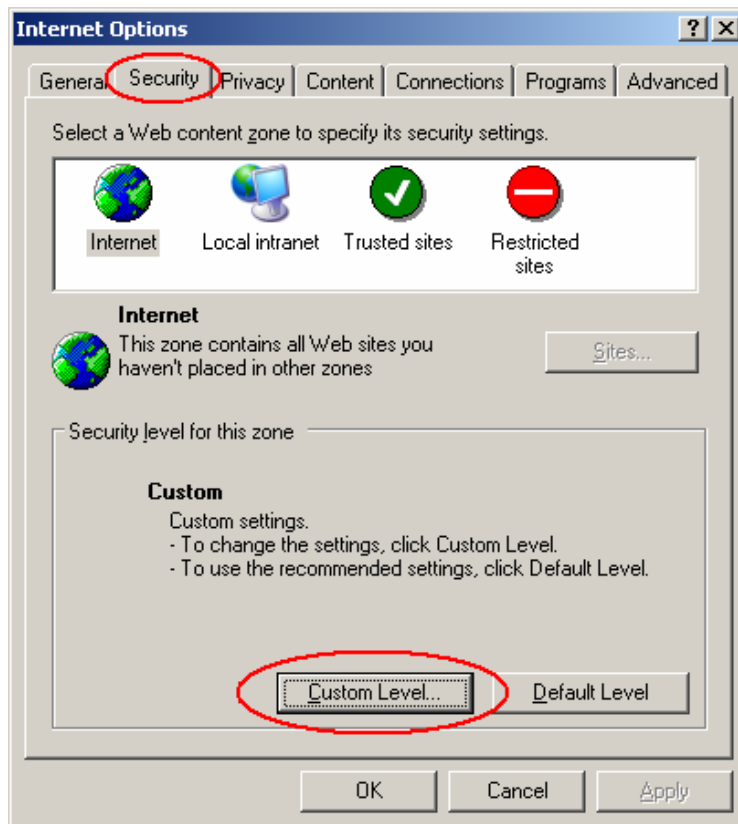 Internet Options
General Security Privacy Content Connections Programs Advanced
Select a Web content zone to specify its security settings.
Internet Local intranet Trusted sites Restricted
sites
Internet
This zone contains all Web sites you
haven't placed in other zones
Sites...
Security level for this zone
Custom
Custom settings.
- To change the settings, click Custom Level.
- To use the recommended settings, click Default Level.
Custom Level... Default Level
OK Cancel Apply